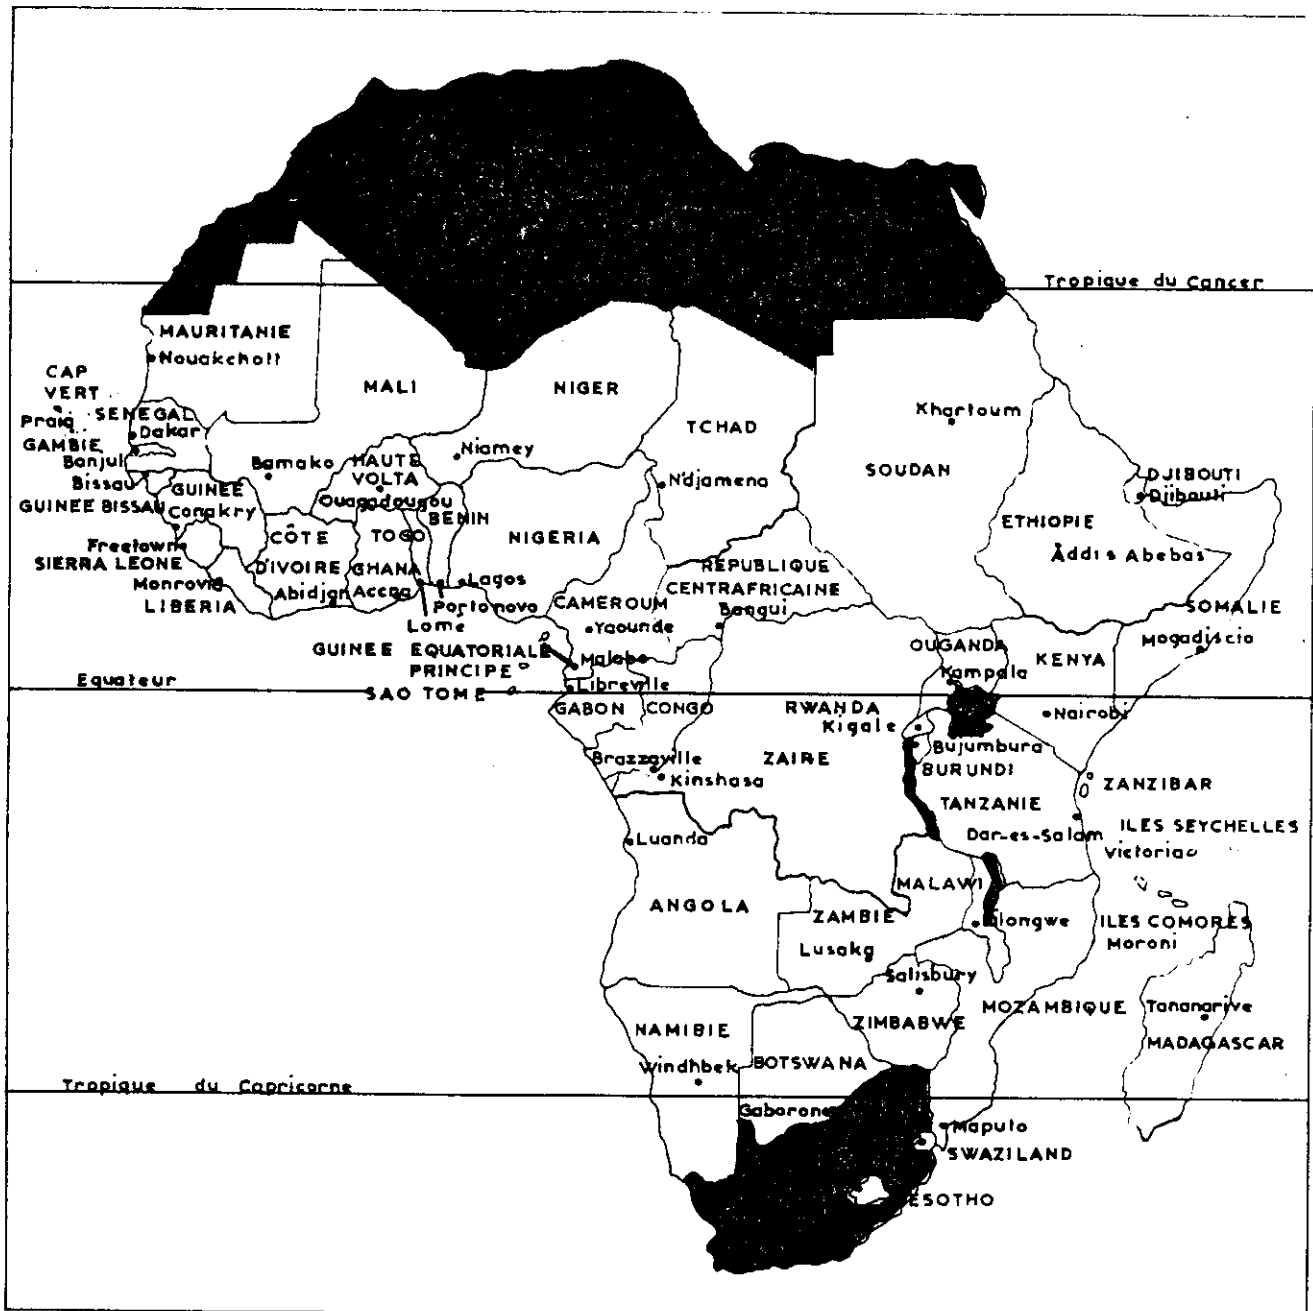 Tropique du Cancer
MAURITANIE
Nouakchott
CAP
VERT
Praia
SENEGAL
Dakar
GAMBIE
Banjul
Bissau
GUINEE BISSAU
MALI
Bamako
NIGER
Niamey
TCHAD
N'djamena
Khartoum
SOUDAN
DJIBOUTI
Djibouti
ETHIOPIE
Addis Abebas
HAUTE
VOLTA
Ouagadougou
GUINEE
Conakry
Freetown
SIERRA LEONE
Monrovia
LIBERIA
CÔTE
D'IVOIRE
Abidjan
TOGO
GHANA
Accra
BENIN
NIGERIA
Lagos
Portonovo
Lome
REPUBLIQUE
CENTRAFRICAINE
Bangui
CAMEROUM
Yaounde
GUINEE EQUATORIALE
Malabo
PRINCIPE
SAO TOME
Libreville
GABON
CONGO
SOMALIE
Mogadiscio
OUGANDA
Kampala
KENYA
Nairobi
Equateur
RWANDA
Kigale
Bujumbura
BURUNDI
Brazzaville
Kinshasa
ZAIRE
TANZANIE
Dar-es-Salam
ZANZIBAR
ILES SEYCHELLES
Victoria
Luanda
ANGOLA
MALAWI
ZAMBIE
Lusaka
ILES COMORES
Moroni
Salisbury
ZIMBABWE
MOZAMBIQUE
Tananarive
MADAGASCAR
NAMIBIE
Windhbek
BOTSWANA
Gaborone
Tropique du Capricorne
Maputo
SWAZILAND